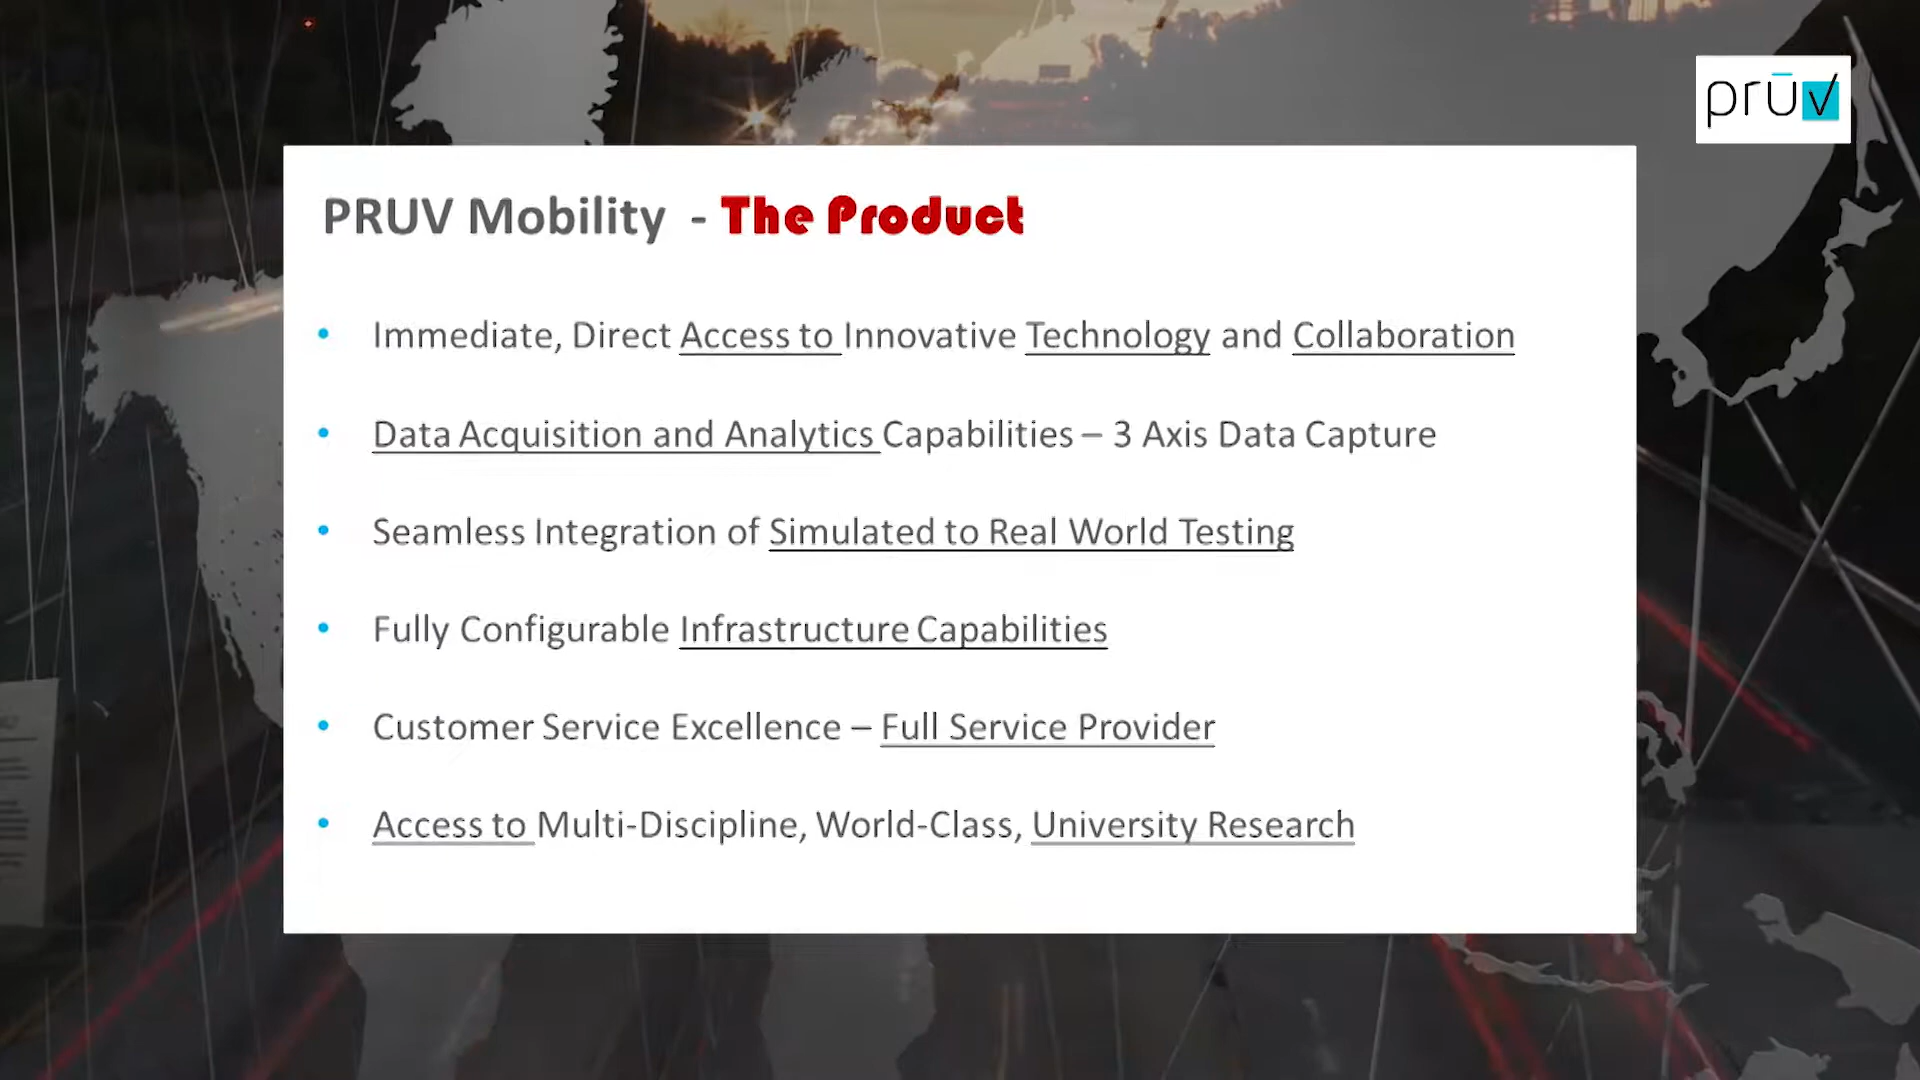 prūv
PRUV Mobility - The Product
• Immediate, Direct Access to Innovative Technology and Collaboration
• Data Acquisition and Analytics Capabilities – 3 Axis Data Capture
• Seamless Integration of Simulated to Real World Testing
• Fully Configurable Infrastructure Capabilities
• Customer Service Excellence – Full Service Provider
• Access to Multi-Discipline, World-Class, University Research